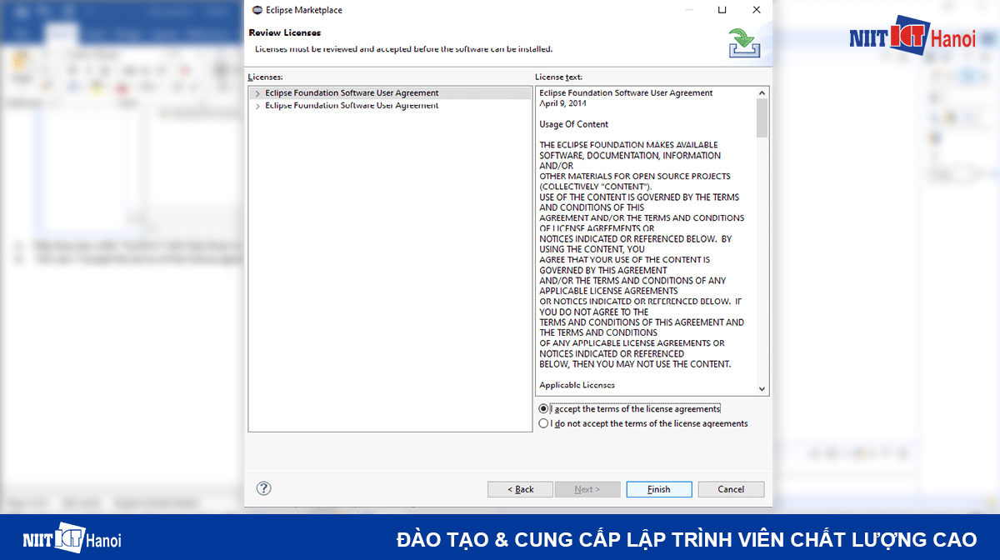 Eclipse Marketplace
NIIT ICT Hanoi
Review Licenses
Licenses must be reviewed and accepted before the software can be installed.
Licenses:
Eclipse Foundation Software User Agreement
Eclipse Foundation Software User Agreement
License text:
Eclipse Foundation Software User Agreement
April 9, 2014
Usage Of Content
THE ECLIPSE FOUNDATION MAKES AVAILABLE
SOFTWARE, DOCUMENTATION, INFORMATION
AND/OR
OTHER MATERIALS FOR OPEN SOURCE PROJECTS
(COLLECTIVELY "CONTENT").
USE OF THE CONTENT IS GOVERNED BY THE TERMS
AND CONDITIONS OF THIS
AGREEMENT AND/OR THE TERMS AND CONDITIONS
OF LICENSE AGREEMENTS OR
NOTICES INDICATED OR REFERENCED BELOW.  BY
USING THE CONTENT, YOU
AGREE THAT YOUR USE OF THE CONTENT IS
GOVERNED BY THIS AGREEMENT
AND/OR THE TERMS AND CONDITIONS OF ANY
APPLICABLE LICENSE AGREEMENTS
OR NOTICES INDICATED OR REFERENCED BELOW.  IF
YOU DO NOT AGREE TO THE
TERMS AND CONDITIONS OF THIS AGREEMENT AND
THE TERMS AND CONDITIONS
OF ANY APPLICABLE LICENSE AGREEMENTS OR
NOTICES INDICATED OR REFERENCED
BELOW, THEN YOU MAY NOT USE THE CONTENT.
Applicable Licenses
I accept the terms of the license agreements
I do not accept the terms of the license agreements
?
< Back
Next >
Finish
Cancel
NIIT ICT Hanoi
ĐÀO TẠO & CUNG CẤP LẬP TRÌNH VIÊN CHẤT LƯỢNG CAO